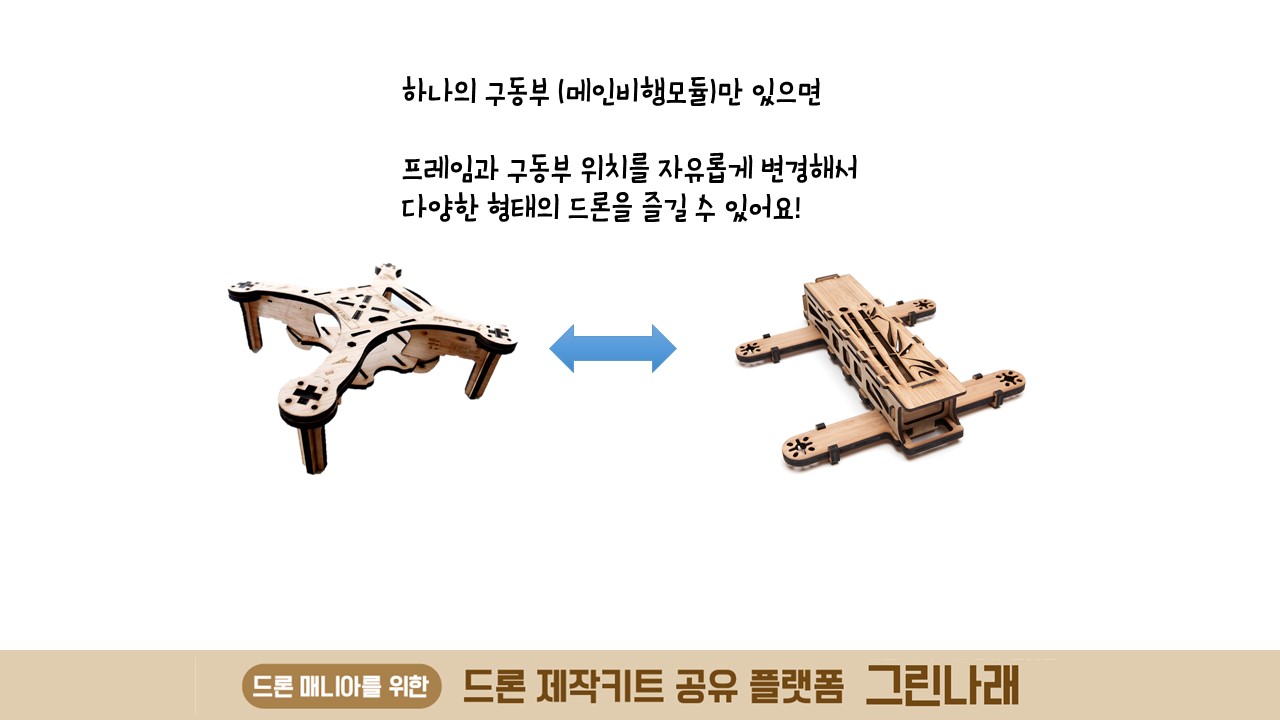 하나의 구동부 (메인비행모듈)만 있으면
프레임과 구동부 위치를 자유롭게 변경해서
다양한 형태의 드론을 즐길 수 있어요!
드론 매니아를 위한 드론 제작키트 공유 플랫폼 그린나래